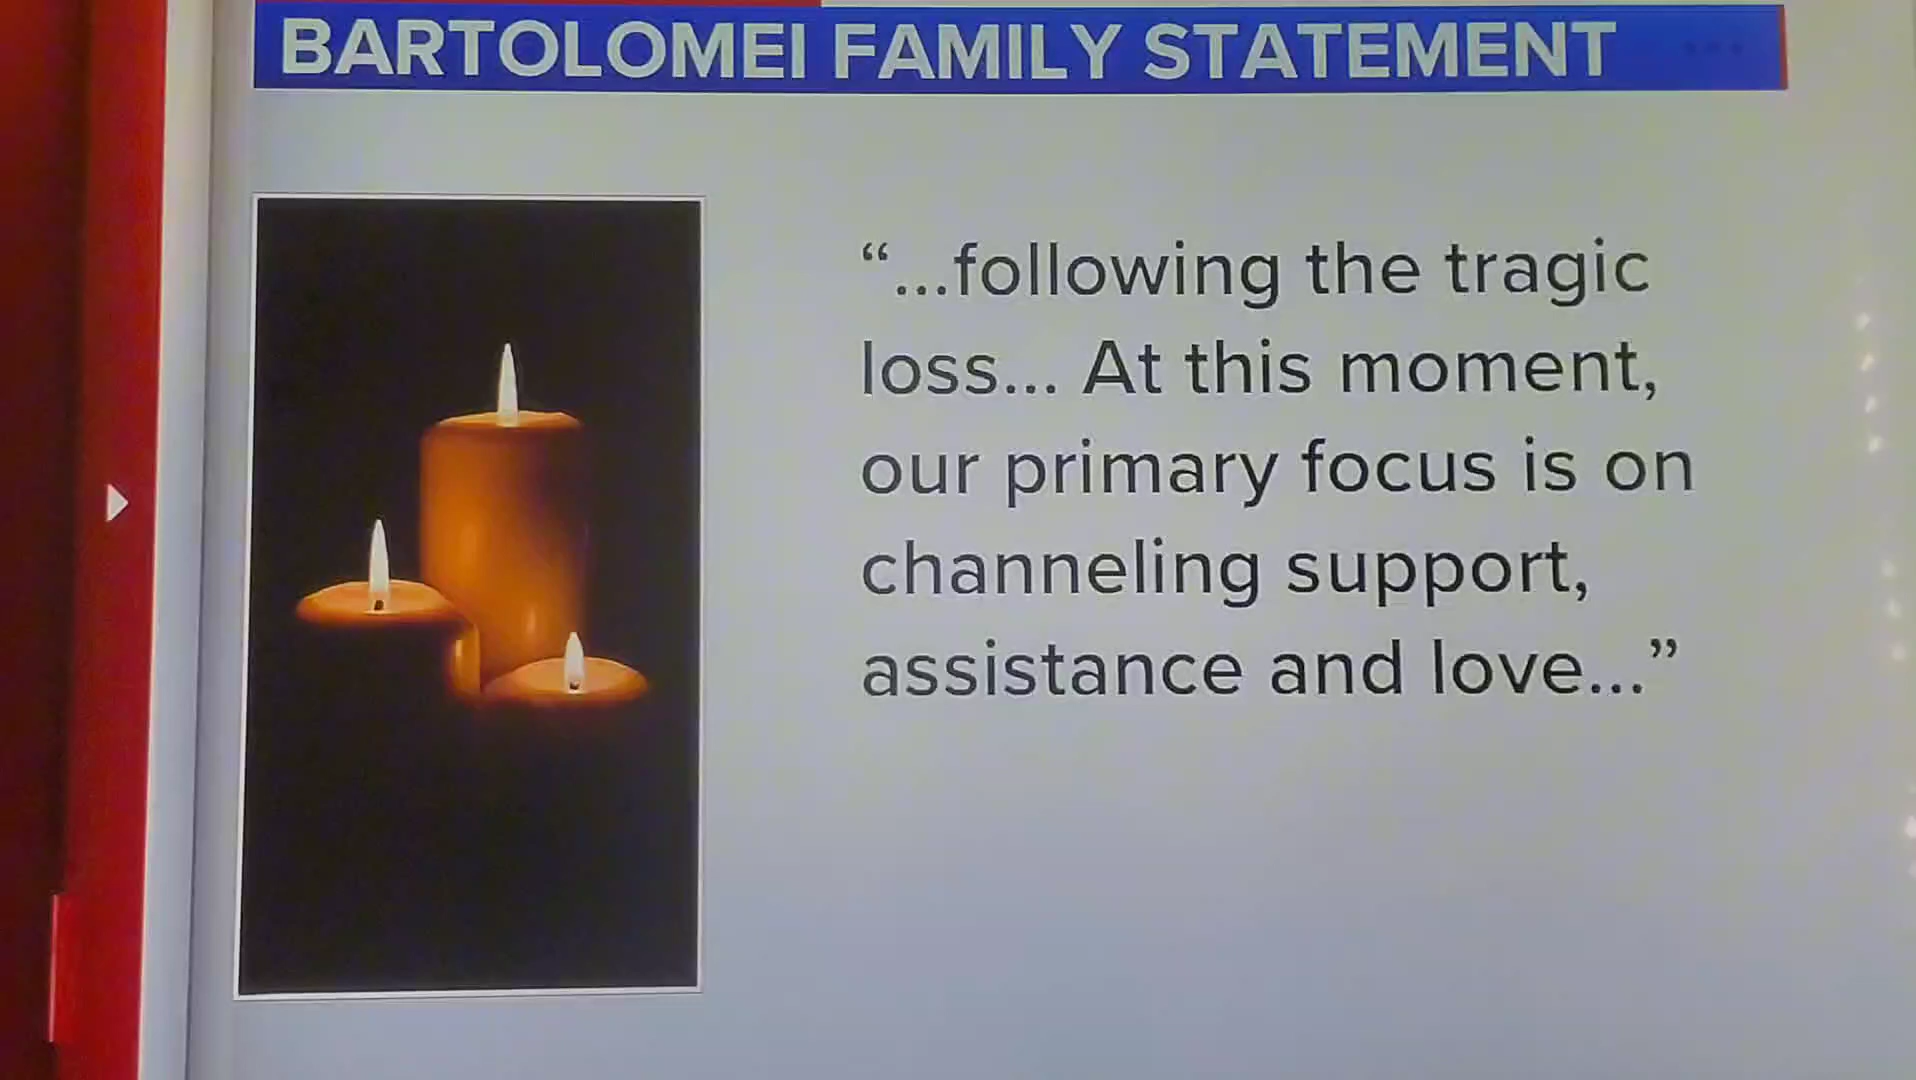 BARTOLOMEI FAMILY STATEMENT
“...following the tragic
loss... At this moment,
our primary focus is on
channeling support,
assistance and love...”